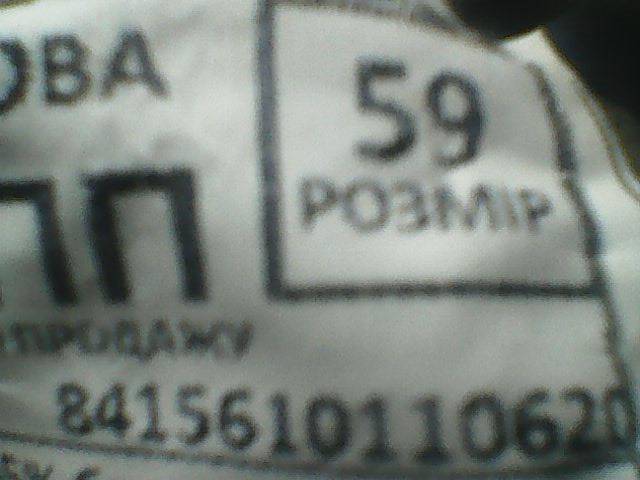 ОВА
59
РОЗМІР
ПП
ПРОДАЖУ
8415610110620